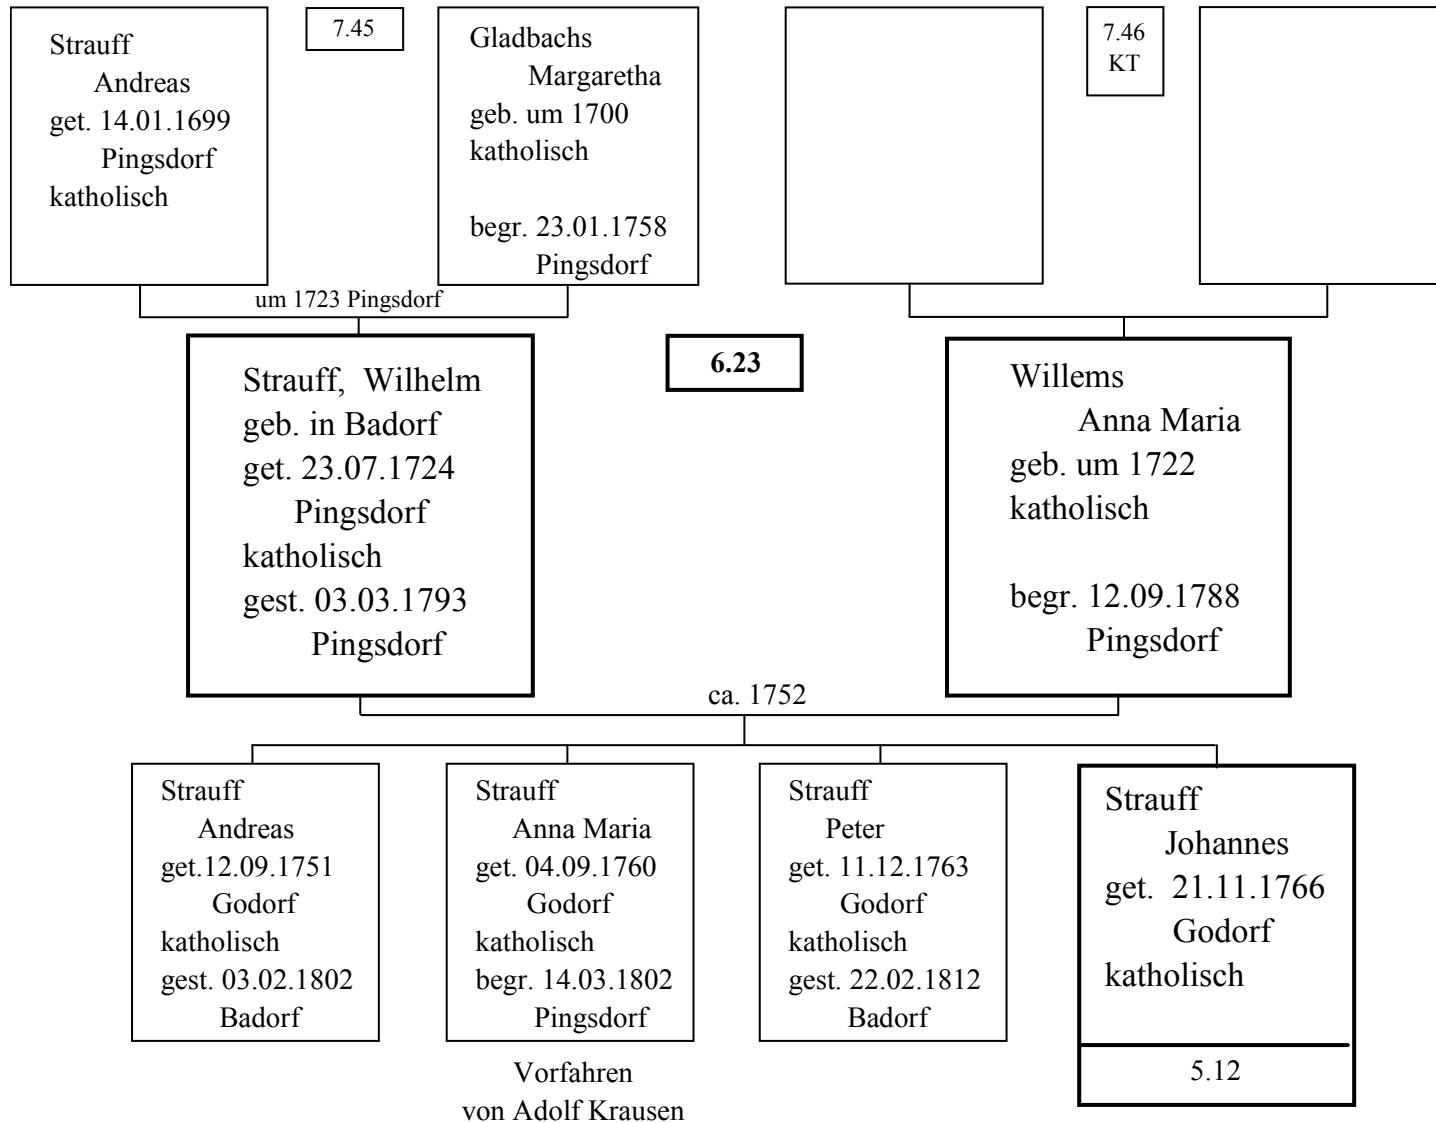 Strauff
Andreas
get. 14.01.1699
Pingsdorf
katholisch
7.45
Gladbachs
Margaretha
geb. um 1700
katholisch
begr. 23.01.1758
Pingsdorf
7.46
KT
um 1723 Pingsdorf
Strauff, Wilhelm
geb. in Badorf
get. 23.07.1724
Pingsdorf
katholisch
gest. 03.03.1793
Pingsdorf
6.23
Willems
Anna Maria
geb. um 1722
katholisch
begr. 12.09.1788
Pingsdorf
ca. 1752
Strauff
Andreas
get.12.09.1751
Godorf
katholisch
gest. 03.02.1802
Badorf
Strauff
Anna Maria
get. 04.09.1760
Godorf
katholisch
begr. 14.03.1802
Pingsdorf
Vorfahren
von Adolf Krausen
Strauff
Peter
get. 11.12.1763
Godorf
katholisch
gest. 22.02.1812
Badorf
Strauff
Johannes
get. 21.11.1766
Godorf
katholisch
5.12